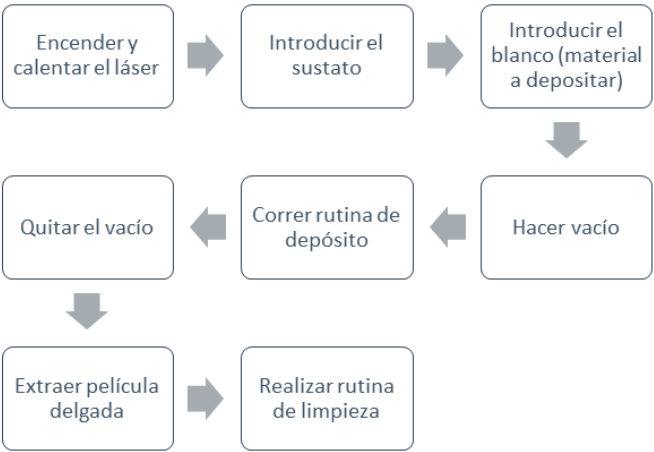 Encender y
calentar el láser
Introducir el
sustato
Introducir el
blanco (material
a depositar)
Hacer vacío
Correr rutina de
depósito
Quitar el vacío
Extraer película
delgada
Realizar rutina
de limpieza